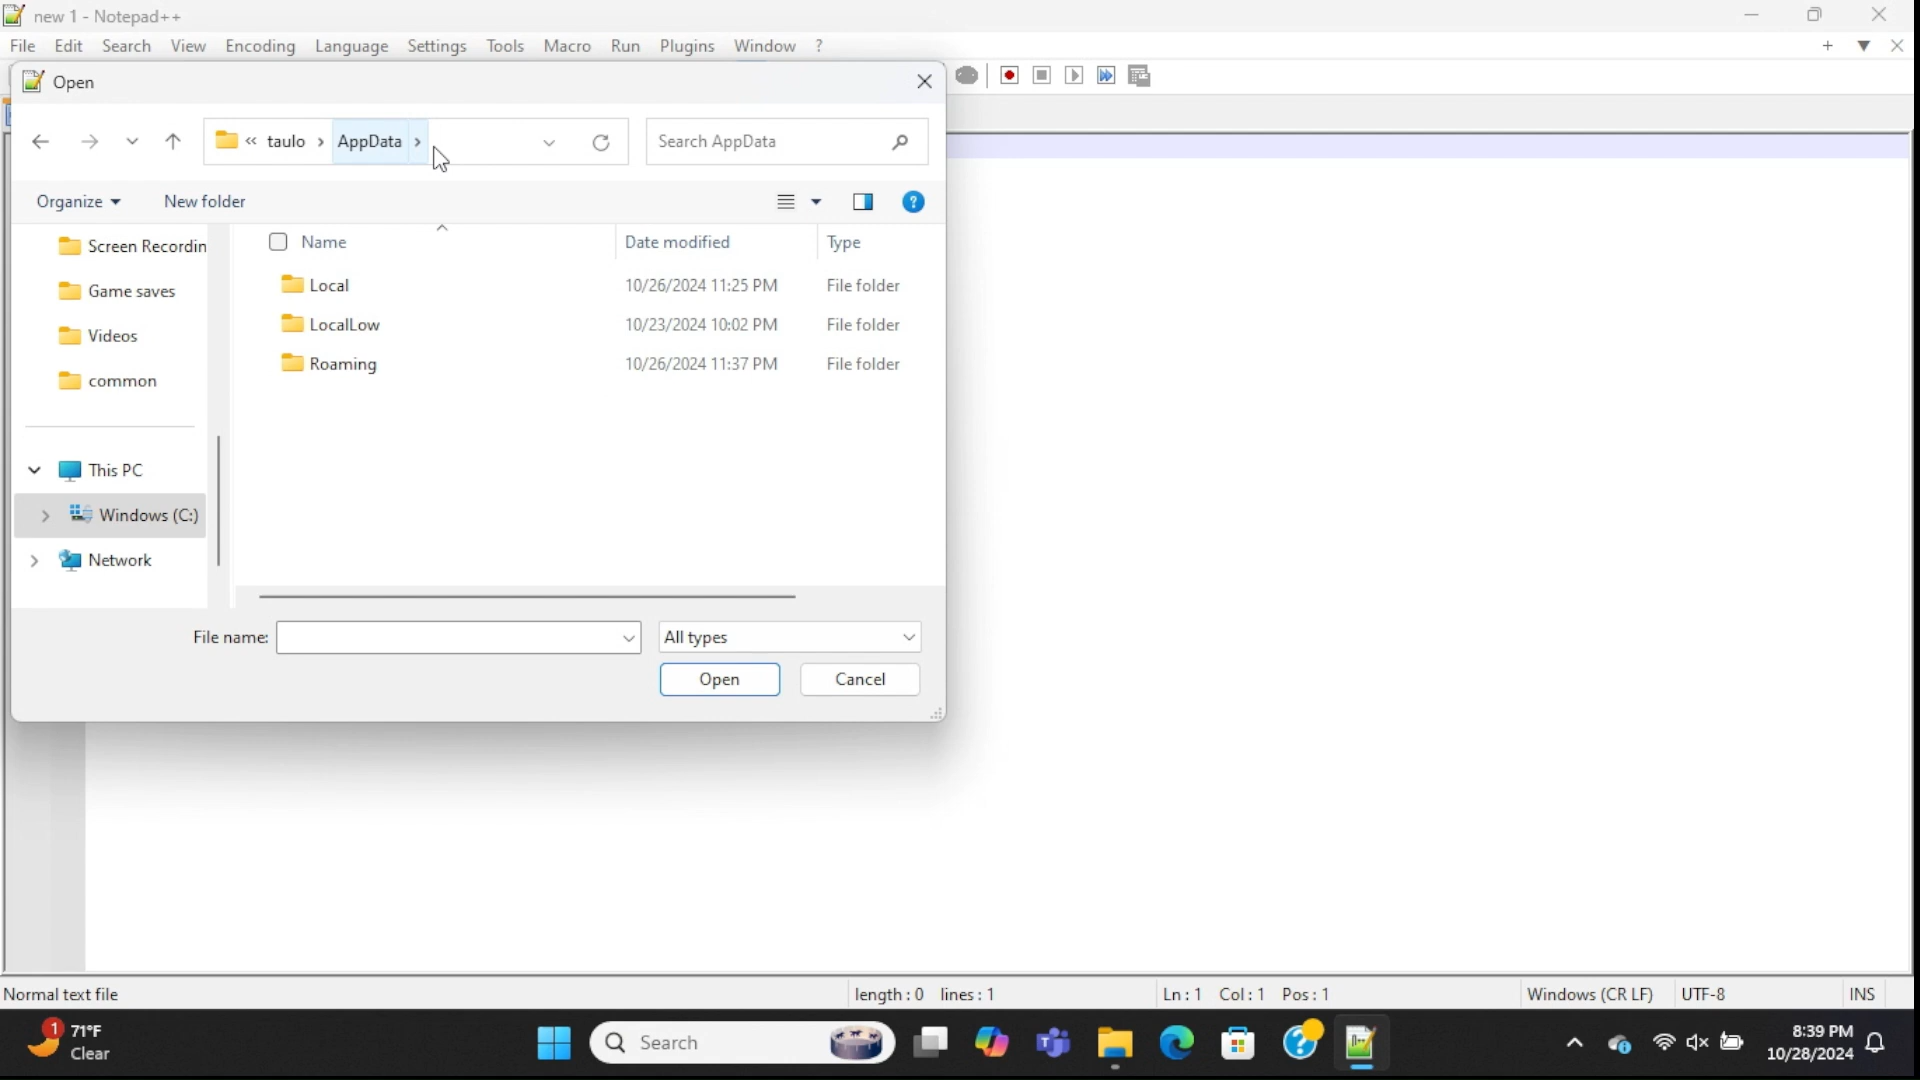 new 1 - Notepad++
File Edit Search View Encoding Language Settings Tools Macro Run Plugins Window ?
Open
« taulo › AppData ›
Search AppData
Organize New folder
Name Date modified Type
Screen Recordin
Game saves
Videos
common
This PC
Windows (C:)
Network
Local 10/26/2024 11:25 PM File folder
LocalLow 10/23/2024 10:02 PM File folder
Roaming 10/26/2024 11:37 PM File folder
File name:
All types
Open Cancel
Normal text file length : 0 lines : 1 Ln : 1 Col : 1 Pos : 1 Windows (CR LF) UTF-8 INS
1 71°F
Clear
Search
8:39 PM
10/28/2024